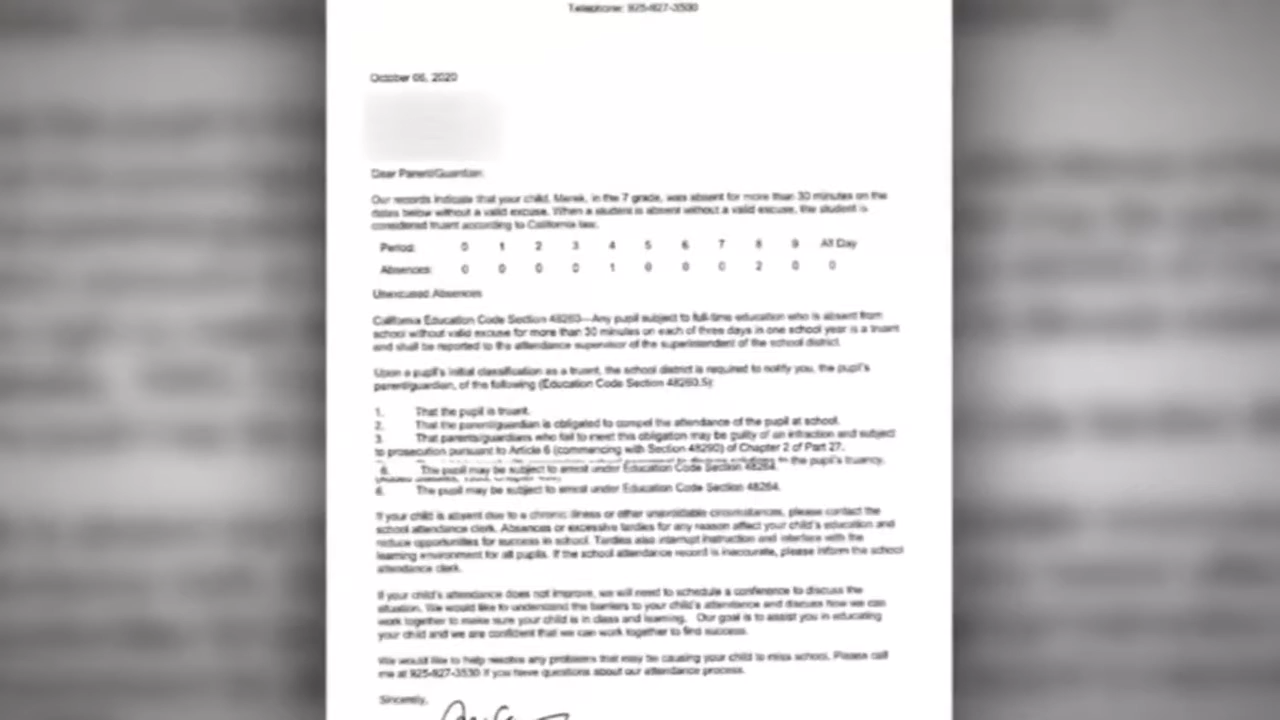 Telephone: 925-827-3530
October 06, 2020
Dear Parent/Guardian:
Our records indicate that your child, Merek, in the 7 grade, was absent for more than 30 minutes on the
dates below without a valid excuse. When a student is absent without a valid excuse, the student is
considered truant according to California law.
Period: 0 1 2 3 4 5 6 7 8 9 All Day
Absences: 0 0 0 0 1 0 0 0 2 0 0
Unexcused Absences
California Education Code Section 48260—Any pupil subject to full-time education who is absent from
school without valid excuse for more than 30 minutes on each of three days in one school year is a truant
and shall be reported to the attendance supervisor of the superintendent of the school district.
Upon a pupil's initial classification as a truant, the school district is required to notify you, the pupil's
parent/guardian, of the following (Education Code Section 48260.5):
1. That the pupil is truant.
2. That the parent/guardian is obligated to compel the attendance of the pupil at school.
3. That parents/guardians who fail to meet this obligation may be guilty of an infraction and subject
to prosecution pursuant to Article 6 (commencing with Section 48290) of Chapter 2 of Part 27.
the pupil's truancy.
6. The pupil may be subject to arrest under Education Code Section 48264.
6. The pupil may be subject to arrest under Education Code Section 48264.
If your child is absent due to a chronic illness or other unavoidable circumstances, please contact the
school attendance clerk. Absences or excessive tardies for any reason affect your child's education and
reduce opportunities for success in school. Tardies also interrupt instruction and interfere with the
learning environment for all pupils. If the school attendance record is inaccurate, please inform the school
attendance clerk.
If your child's attendance does not improve, we will need to schedule a conference to discuss the
situation. We would like to understand the barriers to your child's attendance and discuss how we can
work together to make sure your child is in class and learning. Our goal is to assist you in educating
your child and we are confident that we can work together to find success.
We would like to help resolve any problems that may be causing your child to miss school. Please call
me at 925-827-3530 if you have questions about our attendance process.
Sincerely,